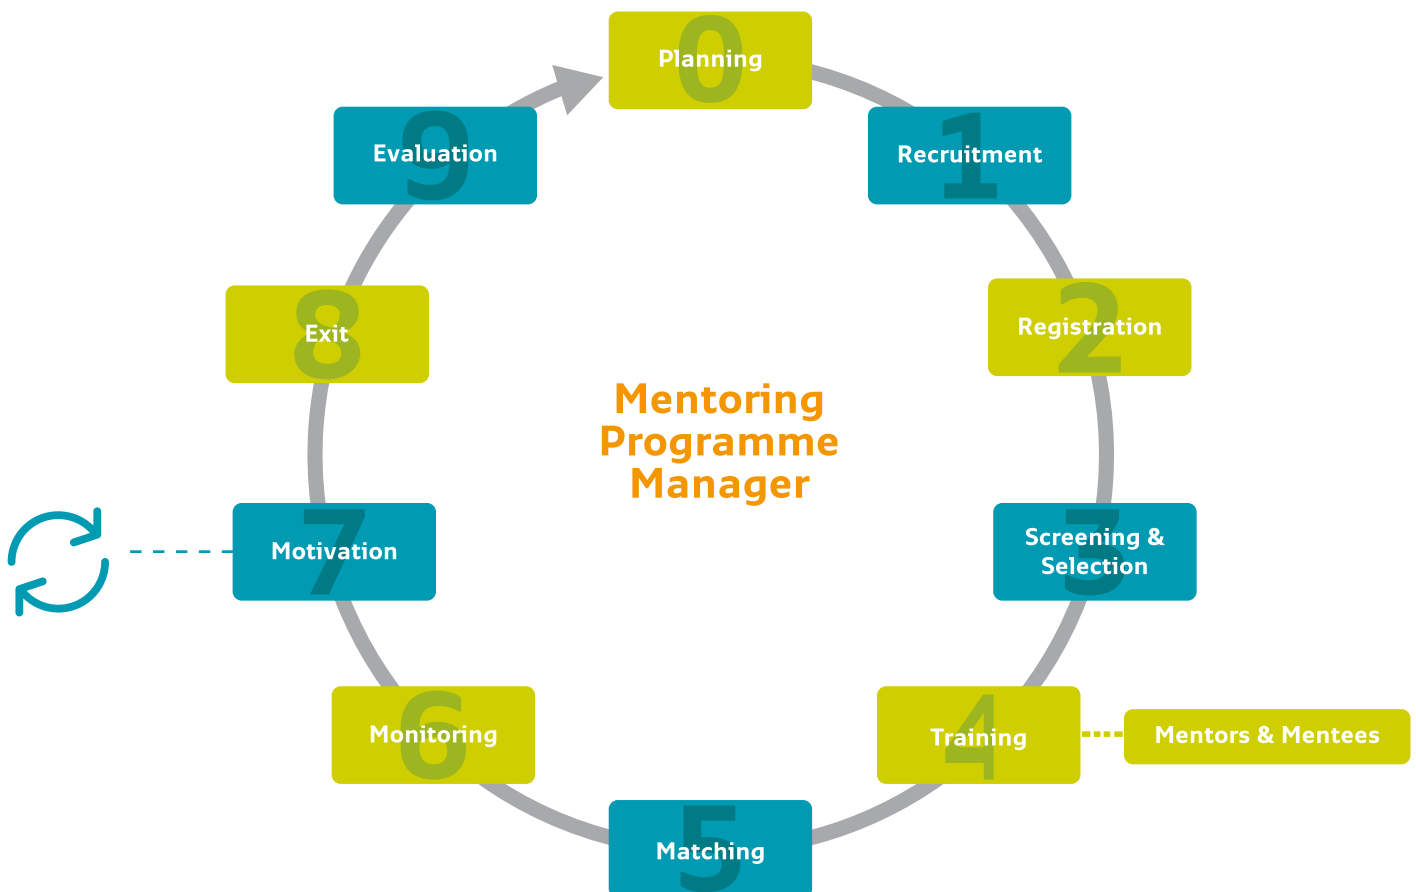 0
Planning
1
Recruitment
2
Registration
3
Screening &
Selection
4
Training
Mentors & Mentees
5
Matching
6
Monitoring
7
Motivation
8
Exit
9
Evaluation
Mentoring
Programme
Manager